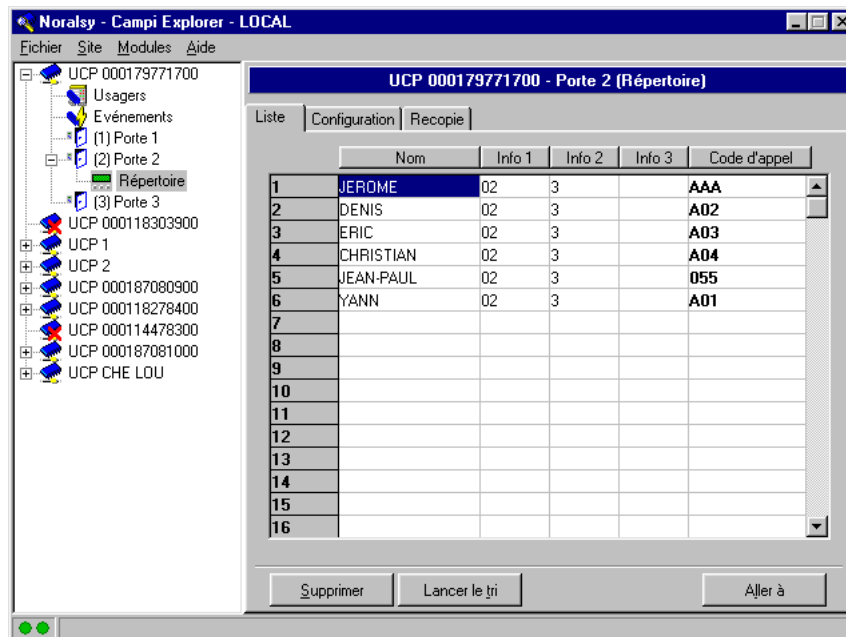 Noralsy - Campi Explorer - LOCAL
Fichier Site Modules Aide
UCP 000179771700
Usagers
Evénements
(1) Porte 1
(2) Porte 2
Répertoire
(3) Porte 3
UCP 000118303900
UCP 1
UCP 2
UCP 000187080900
UCP 000118278400
UCP 000114478300
UCP 000187081000
UCP CHE LOU
UCP 000179771700 - Porte 2 (Répertoire)
Liste Configuration Recopie
Nom Info 1 Info 2 Info 3 Code d'appel
1 JEROME 02 3 AAA
2 DENIS 02 3 A02
3 ERIC 02 3 A03
4 CHRISTIAN 02 3 A04
5 JEAN-PAUL 02 3 055
6 YANN 02 3 A01
7
8
9
10
11
12
13
14
15
16
Supprimer Lancer le tri Aller à